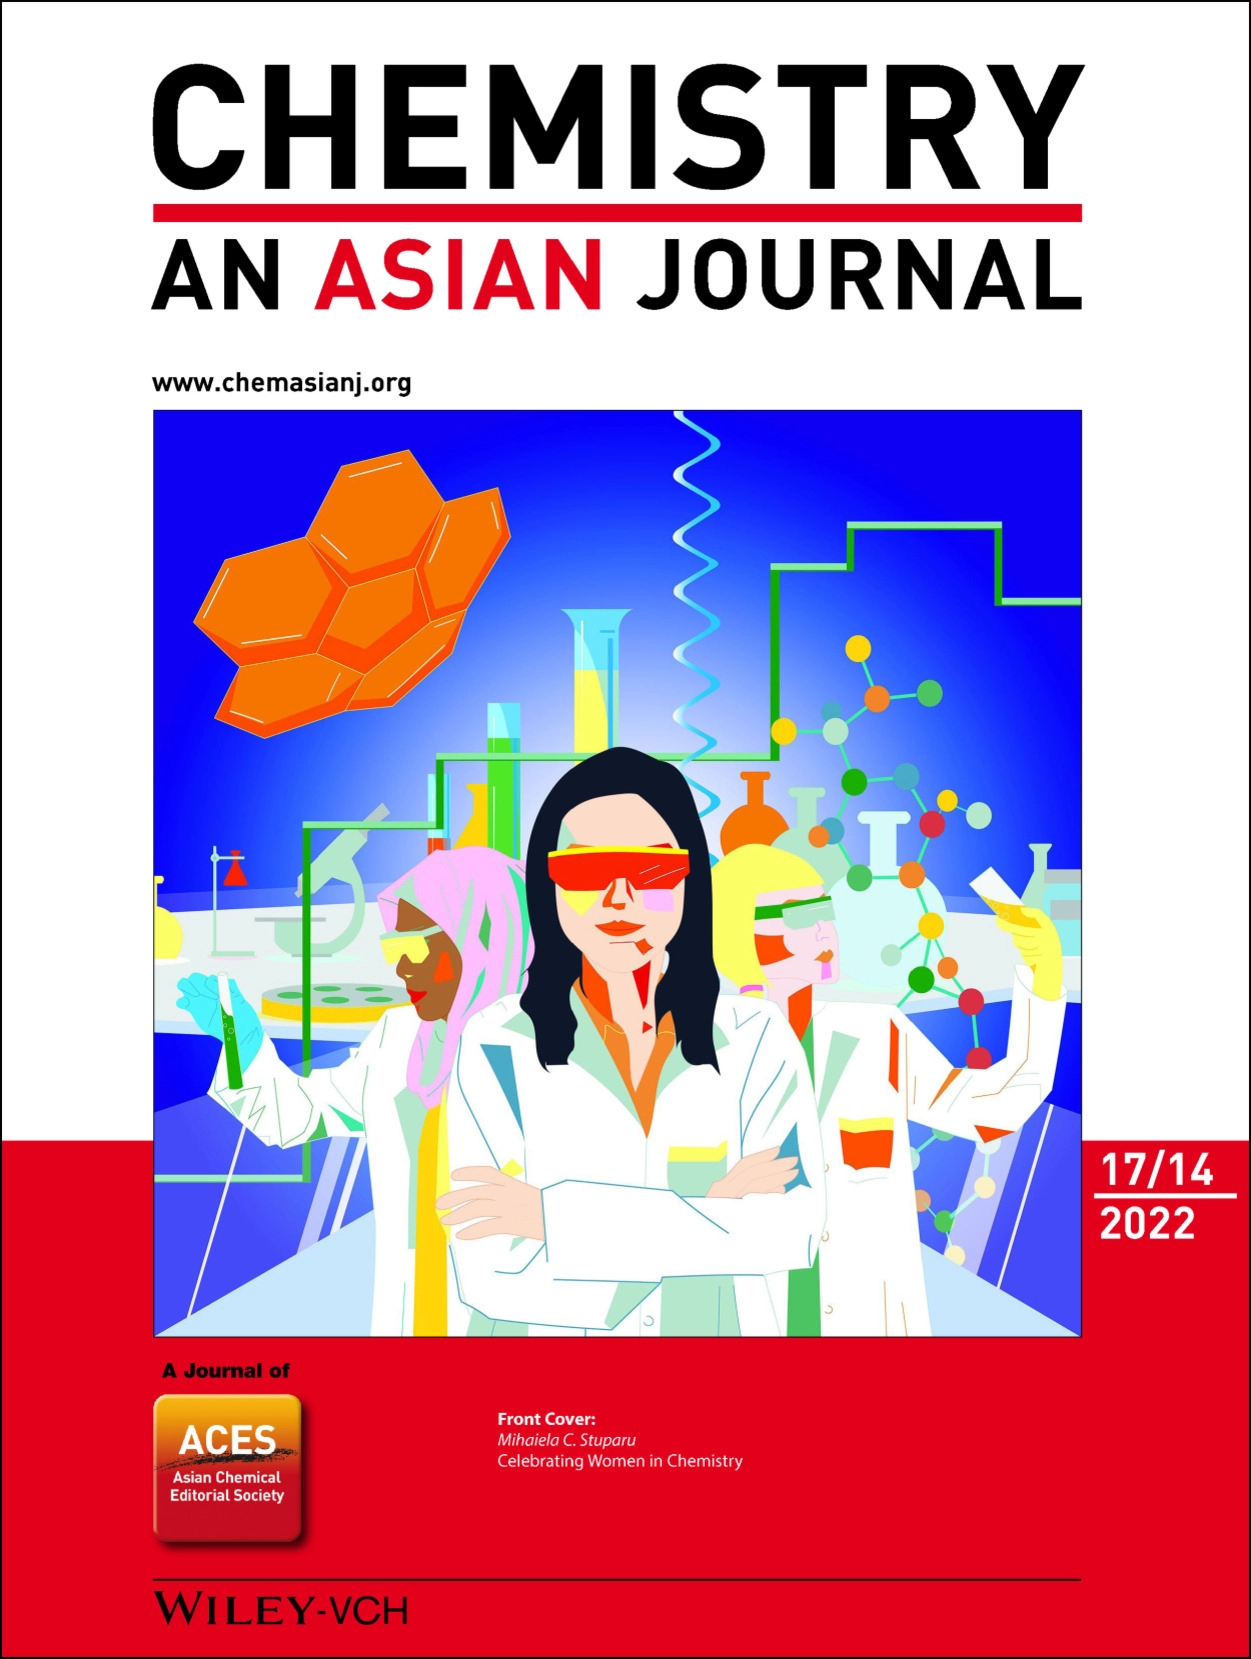 CHEMISTRY
AN ASIAN JOURNAL
www.chemasianj.org
17/14
2022
A Journal of
ACES
Asian Chemical
Editorial Society
Front Cover:
Mihaiela C. Stuparu
Celebrating Women in Chemistry
WILEY-VCH